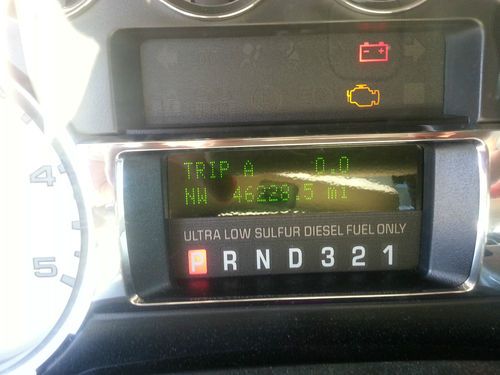 4
5
TRIP A 0.0
NW 46228.5 mi
ULTRA LOW SULFUR DIESEL FUEL ONLY
P R N D 3 2 1